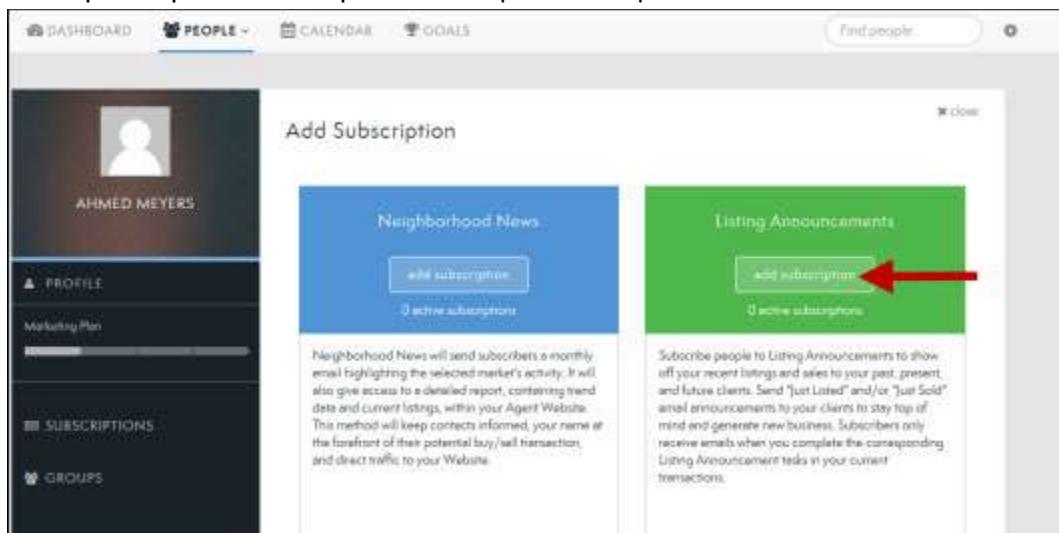 DASHBOARD PEOPLE CALENDAR GOALS Find people
close
Add Subscription
AHMED MEYERS
Neighborhood News
Listing Announcements
add subscription
add subscription
0 active subscriptions
0 active subscriptions
PROFILE
Marketing Plan
Neighborhood News will send subscribers a monthly
email highlighting the selected market's activity. It will
also give access to a detailed report, containing trend
data and current listings, within your Agent Website.
This method will keep contacts informed, your name at
the forefront of their potential buy/sell transaction,
and direct traffic to your Website.
Subscribe people to Listing Announcements to show
off your recent listings and sales to your past, present,
and future clients. Send "Just Listed" and/or "Just Sold"
email announcements to your clients to stay top of
mind and generate new business. Subscribers only
receive emails when you complete the corresponding
Listing Announcement tasks in your current
transactions.
SUBSCRIPTIONS
GROUPS